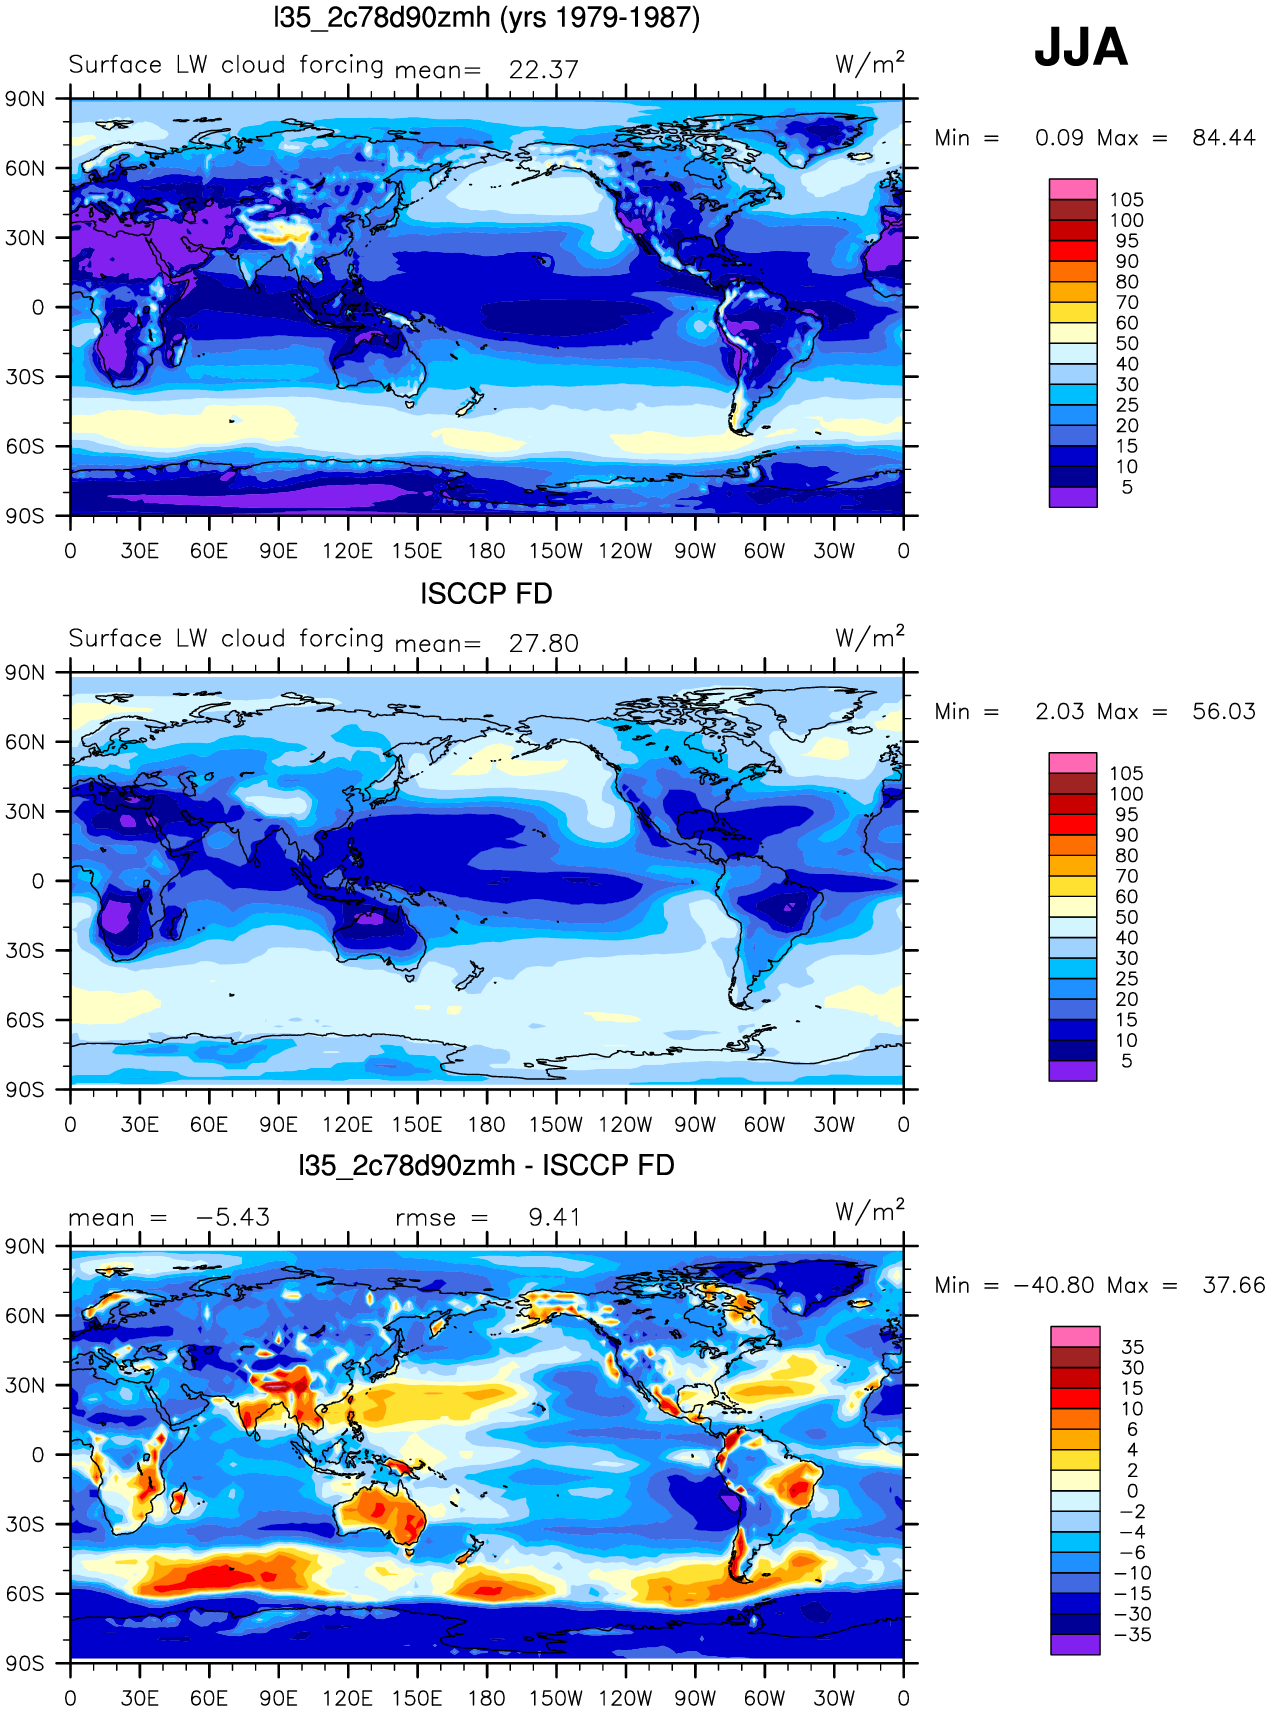 l35_2c78d90zmh (yrs 1979-1987)
JJA
Surface LW cloud forcing mean= 22.37 W/m²
Min = 0.09 Max = 84.44
90N
60N
30N
0
30S
60S
90S
0 30E 60E 90E 120E 150E 180 150W 120W 90W 60W 30W 0
105
100
95
90
80
70
60
50
40
30
25
20
15
10
5
ISCCP FD
Surface LW cloud forcing mean= 27.80 W/m²
Min = 2.03 Max = 56.03
90N
60N
30N
0
30S
60S
90S
0 30E 60E 90E 120E 150E 180 150W 120W 90W 60W 30W 0
105
100
95
90
80
70
60
50
40
30
25
20
15
10
5
l35_2c78d90zmh - ISCCP FD
mean = −5.43 rmse = 9.41 W/m²
Min = −40.80 Max = 37.66
90N
60N
30N
0
30S
60S
90S
0 30E 60E 90E 120E 150E 180 150W 120W 90W 60W 30W 0
35
30
15
10
6
4
2
0
−2
−4
−6
−10
−15
−30
−35